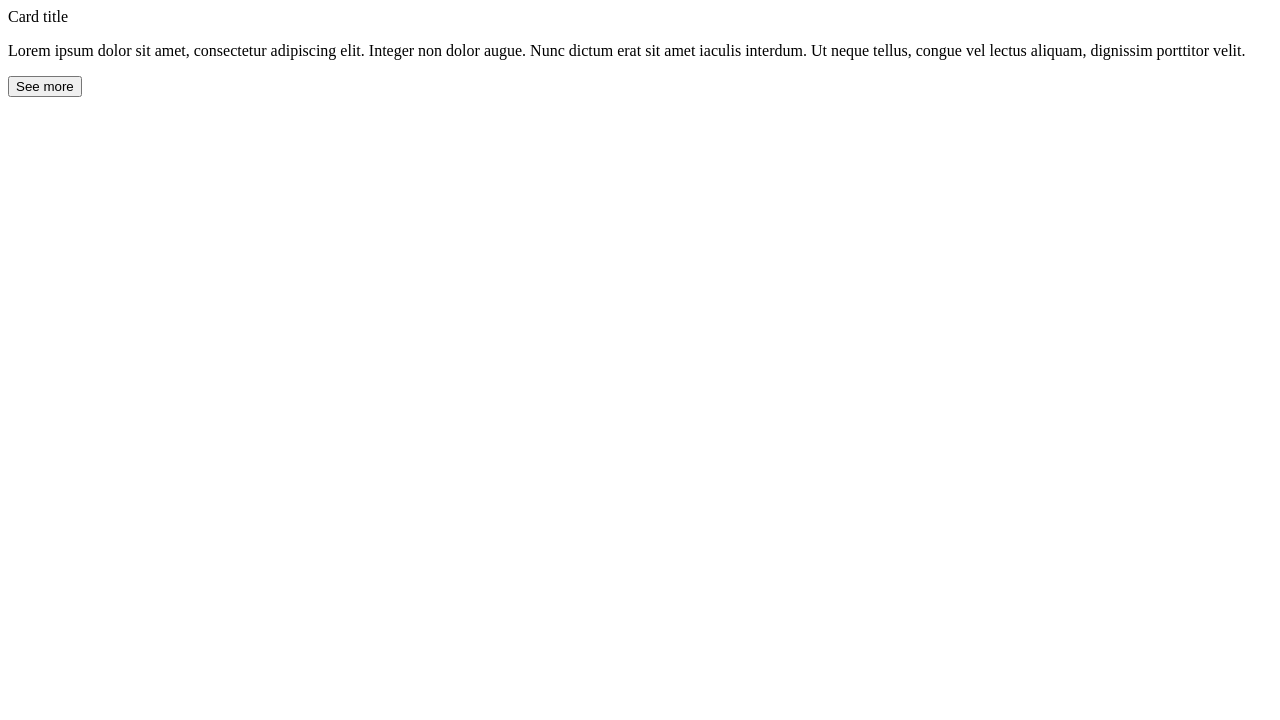 Card title
Lorem ipsum dolor sit amet, consectetur adipiscing elit. Integer non dolor augue. Nunc dictum erat sit amet iaculis interdum. Ut neque tellus, congue vel lectus aliquam, dignissim porttitor velit.
See more